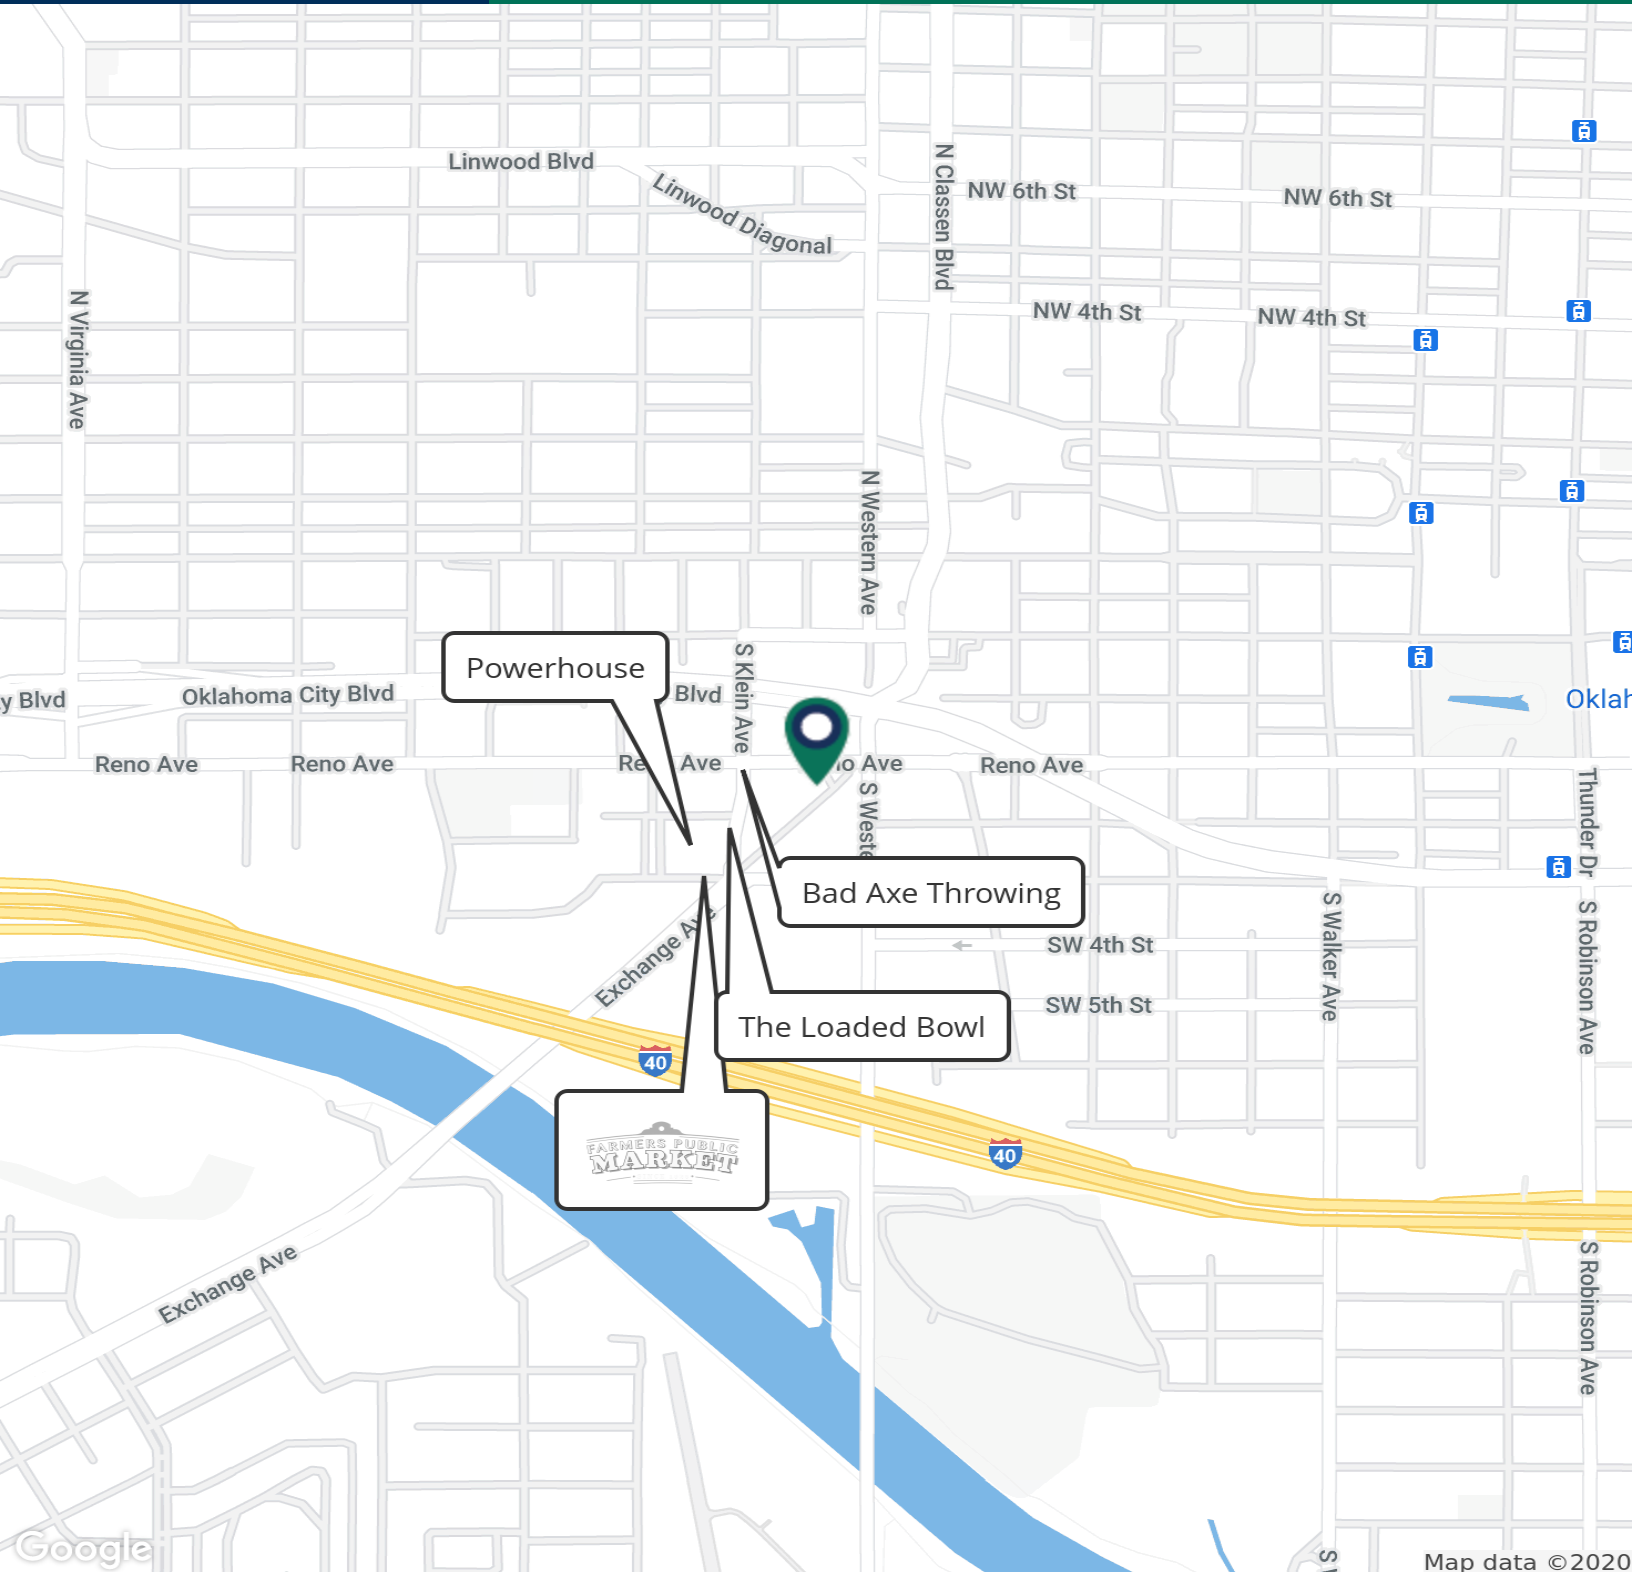 Linwood Blvd
Linwood Diagonal
N Classen Blvd
NW 6th St
NW 6th St
N Virginia Ave
NW 4th St
NW 4th St
N Western Ave
Powerhouse
S Klein Ave
y Blvd
Oklahoma City Blvd
Blvd
Oklah
Reno Ave
Reno Ave
Re Ave
no Ave
Reno Ave
S Weste
Thunder Dr
Bad Axe Throwing
S Walker Ave
S Robinson Ave
Exchange Ave
SW 4th St
SW 5th St
The Loaded Bowl
40
FARMERS PUBLIC
MARKET
40
Exchange Ave
S Robinson Ave
Google
Map data ©2020